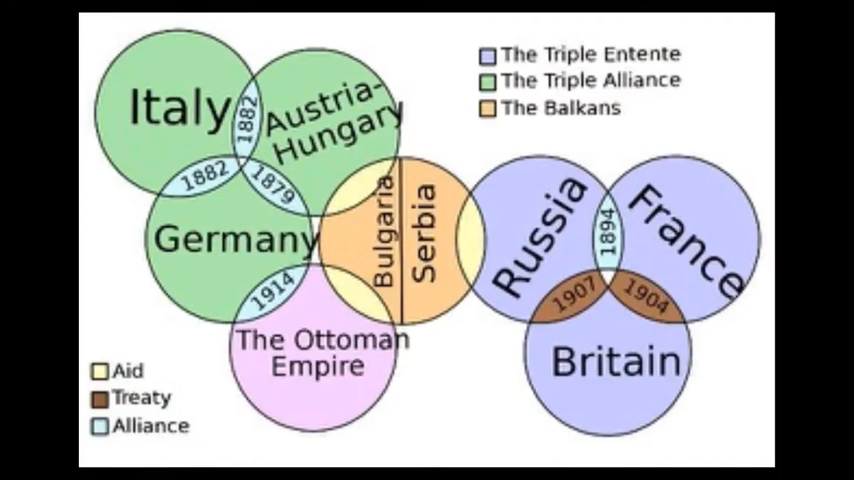 The Triple Entente
The Triple Alliance
The Balkans
Italy
1882
Austria-
Hungary
1882
1879
Germany
Bulgaria
Serbia
Russia
1894
France
1914
1907
1904
The Ottoman
Empire
Britain
Aid
Treaty
Alliance